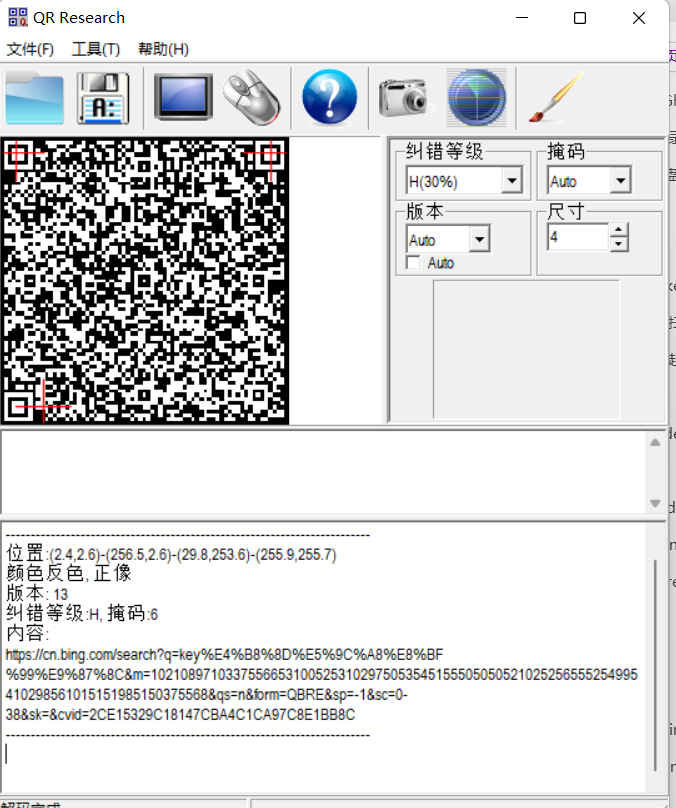 QR Research
文件(F) 工具(T) 帮助(H)
A:
纠错等级
掩码
H(30%)
Auto
版本
尺寸
Auto
4
Auto
位置:(2.4,2.6)-(256.5,2.6)-(29.8,253.6)-(255.9,255.7)
颜色反色, 正像
版本: 13
纠错等级:H, 掩码:6
内容:
https://cn.bing.com/search?q=key%E4%B8%8D%E5%9C%A8%E8%BF
%99%E9%87%8C&m=10210897103375566531005253102975053545155505050521025256555254995
410298561015151985150375568&qs=n&form=QBRE&sp=-1&sc=0-
38&sk=&cvid=2CE15329C18147CBA4C1CA97C8E1BB8C